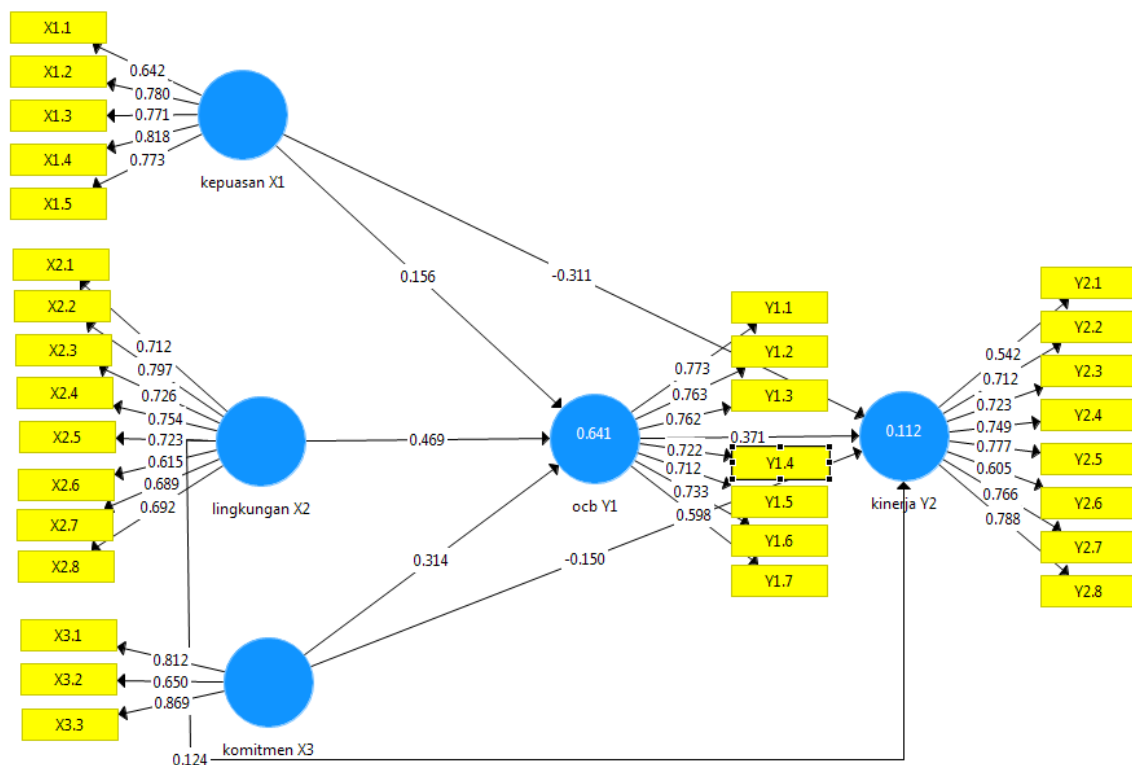 X1.1
X1.2
X1.3
X1.4
X1.5
0.642
0.780
0.771
0.818
0.773
kepuasan X1
X2.1
X2.2
X2.3
X2.4
X2.5
X2.6
X2.7
X2.8
0.712
0.797
0.726
0.754
0.723
0.615
0.689
0.692
lingkungan X2
X3.1
X3.2
X3.3
0.812
0.650
0.869
komitmen X3
0.156
-0.311
0.469
0.314
-0.150
0.124
0.641
ocb Y1
0.371
0.773
0.763
0.762
0.722
0.712
0.733
0.598
Y1.1
Y1.2
Y1.3
Y1.4
Y1.5
Y1.6
Y1.7
0.112
kinerja Y2
0.542
0.712
0.723
0.749
0.777
0.605
0.766
0.788
Y2.1
Y2.2
Y2.3
Y2.4
Y2.5
Y2.6
Y2.7
Y2.8